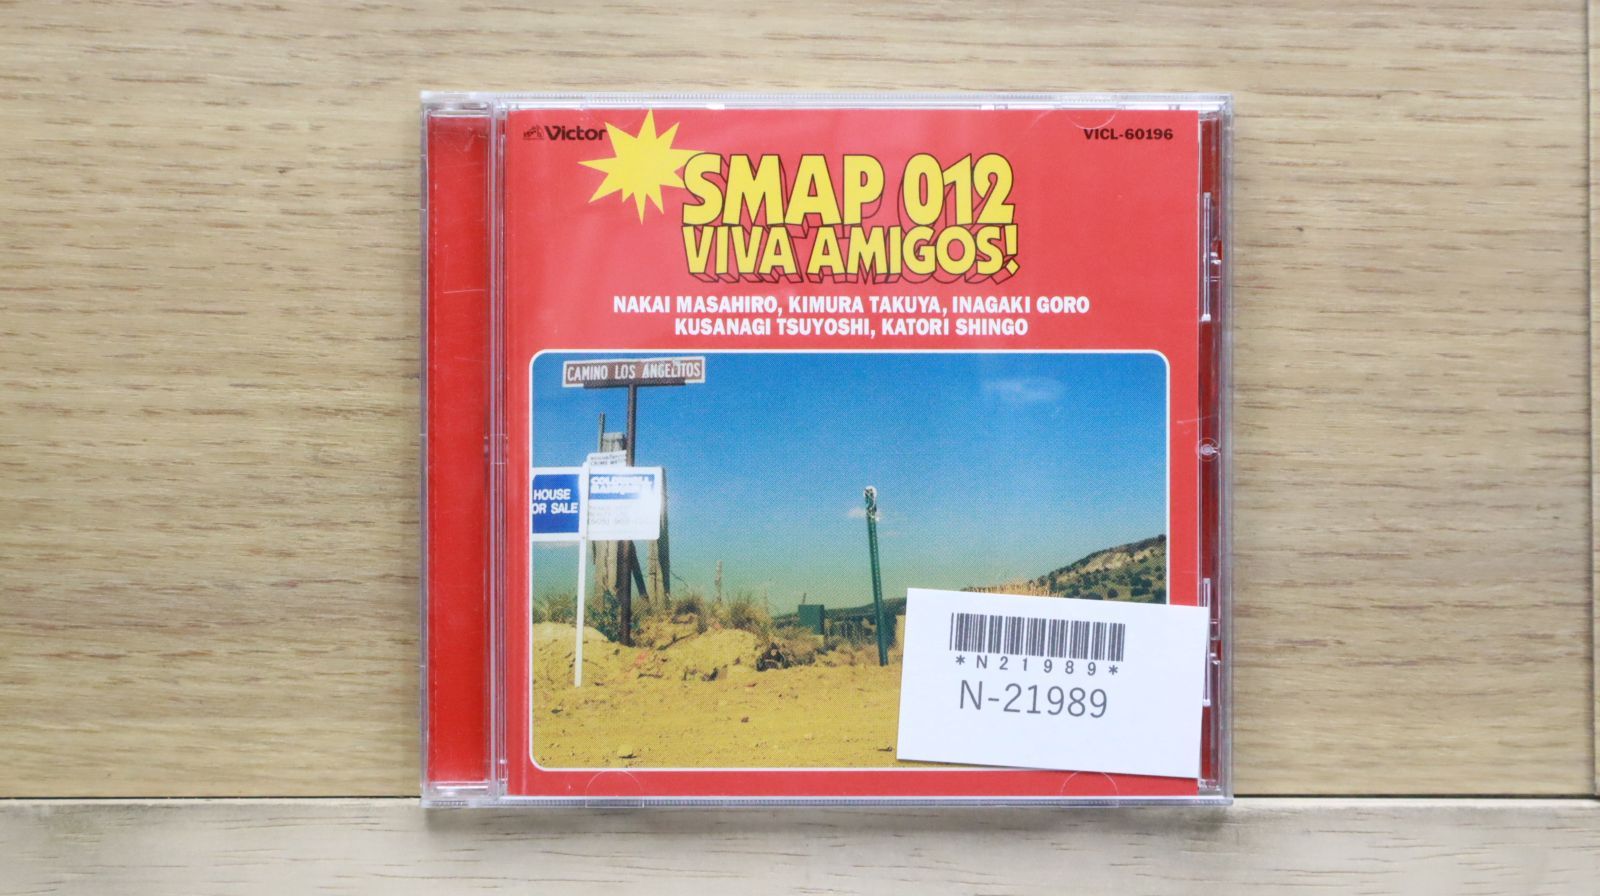 Victor
VICL-60196
SMAP 012
VIVA AMIGOS!
NAKAI MASAHIRO, KIMURA TAKUYA, INAGAKI GORO
KUSANAGI TSUYOSHI, KATORI SHINGO
CAMINO LOS ANGELITOS
HOUSE
OR SALE
COLDWELL
*N21989*
N-21989